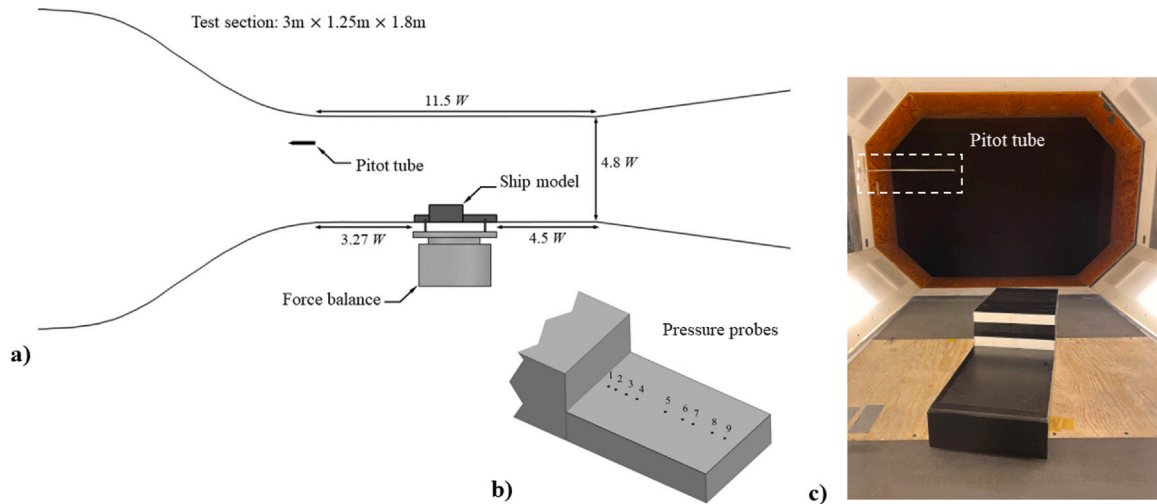 a)
Test section: 3m × 1.25m × 1.8m
11.5 W
Pitot tube
4.8 W
Ship model
3.27 W
4.5 W
Force balance
b)
Pressure probes
1
2
3
4
5
6
7
8
9
c)
Pitot tube